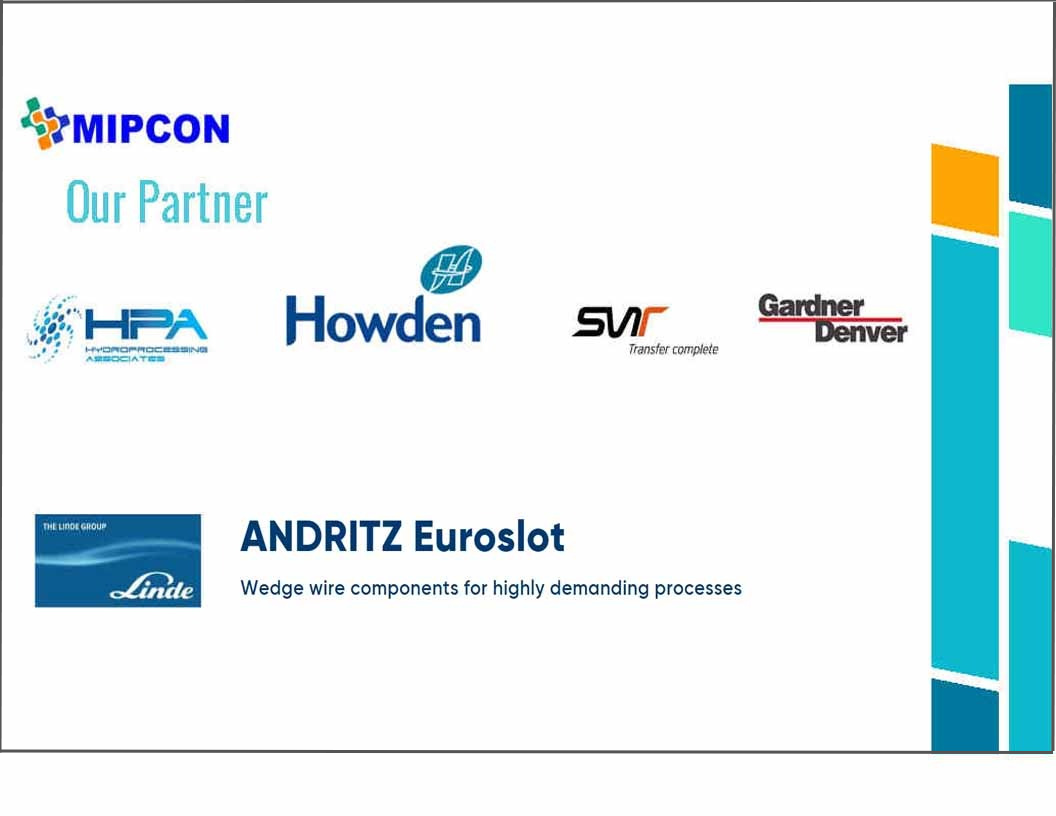 MIPCON
Our Partner
HPA
HYDROPROCESSING
ASSOCIATES
Howden
SVT
Transfer complete
Gardner
Denver
THE LINDE GROUP
Linde
ANDRITZ Euroslot
Wedge wire components for highly demanding processes